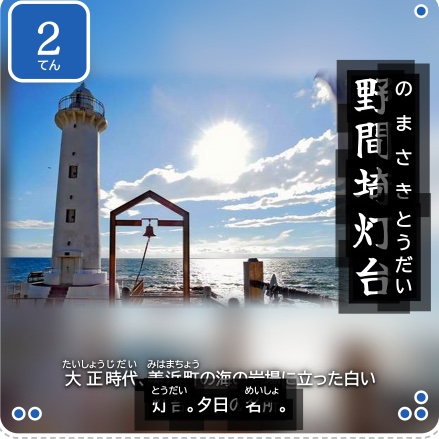 2
てん
のまさきとうだい
野間埼灯台
たいしょうじだい みはまちょう
大正時代、美浜町の海の岩場に立った白い
とうだい めいしょ
灯台。夕日の名所。